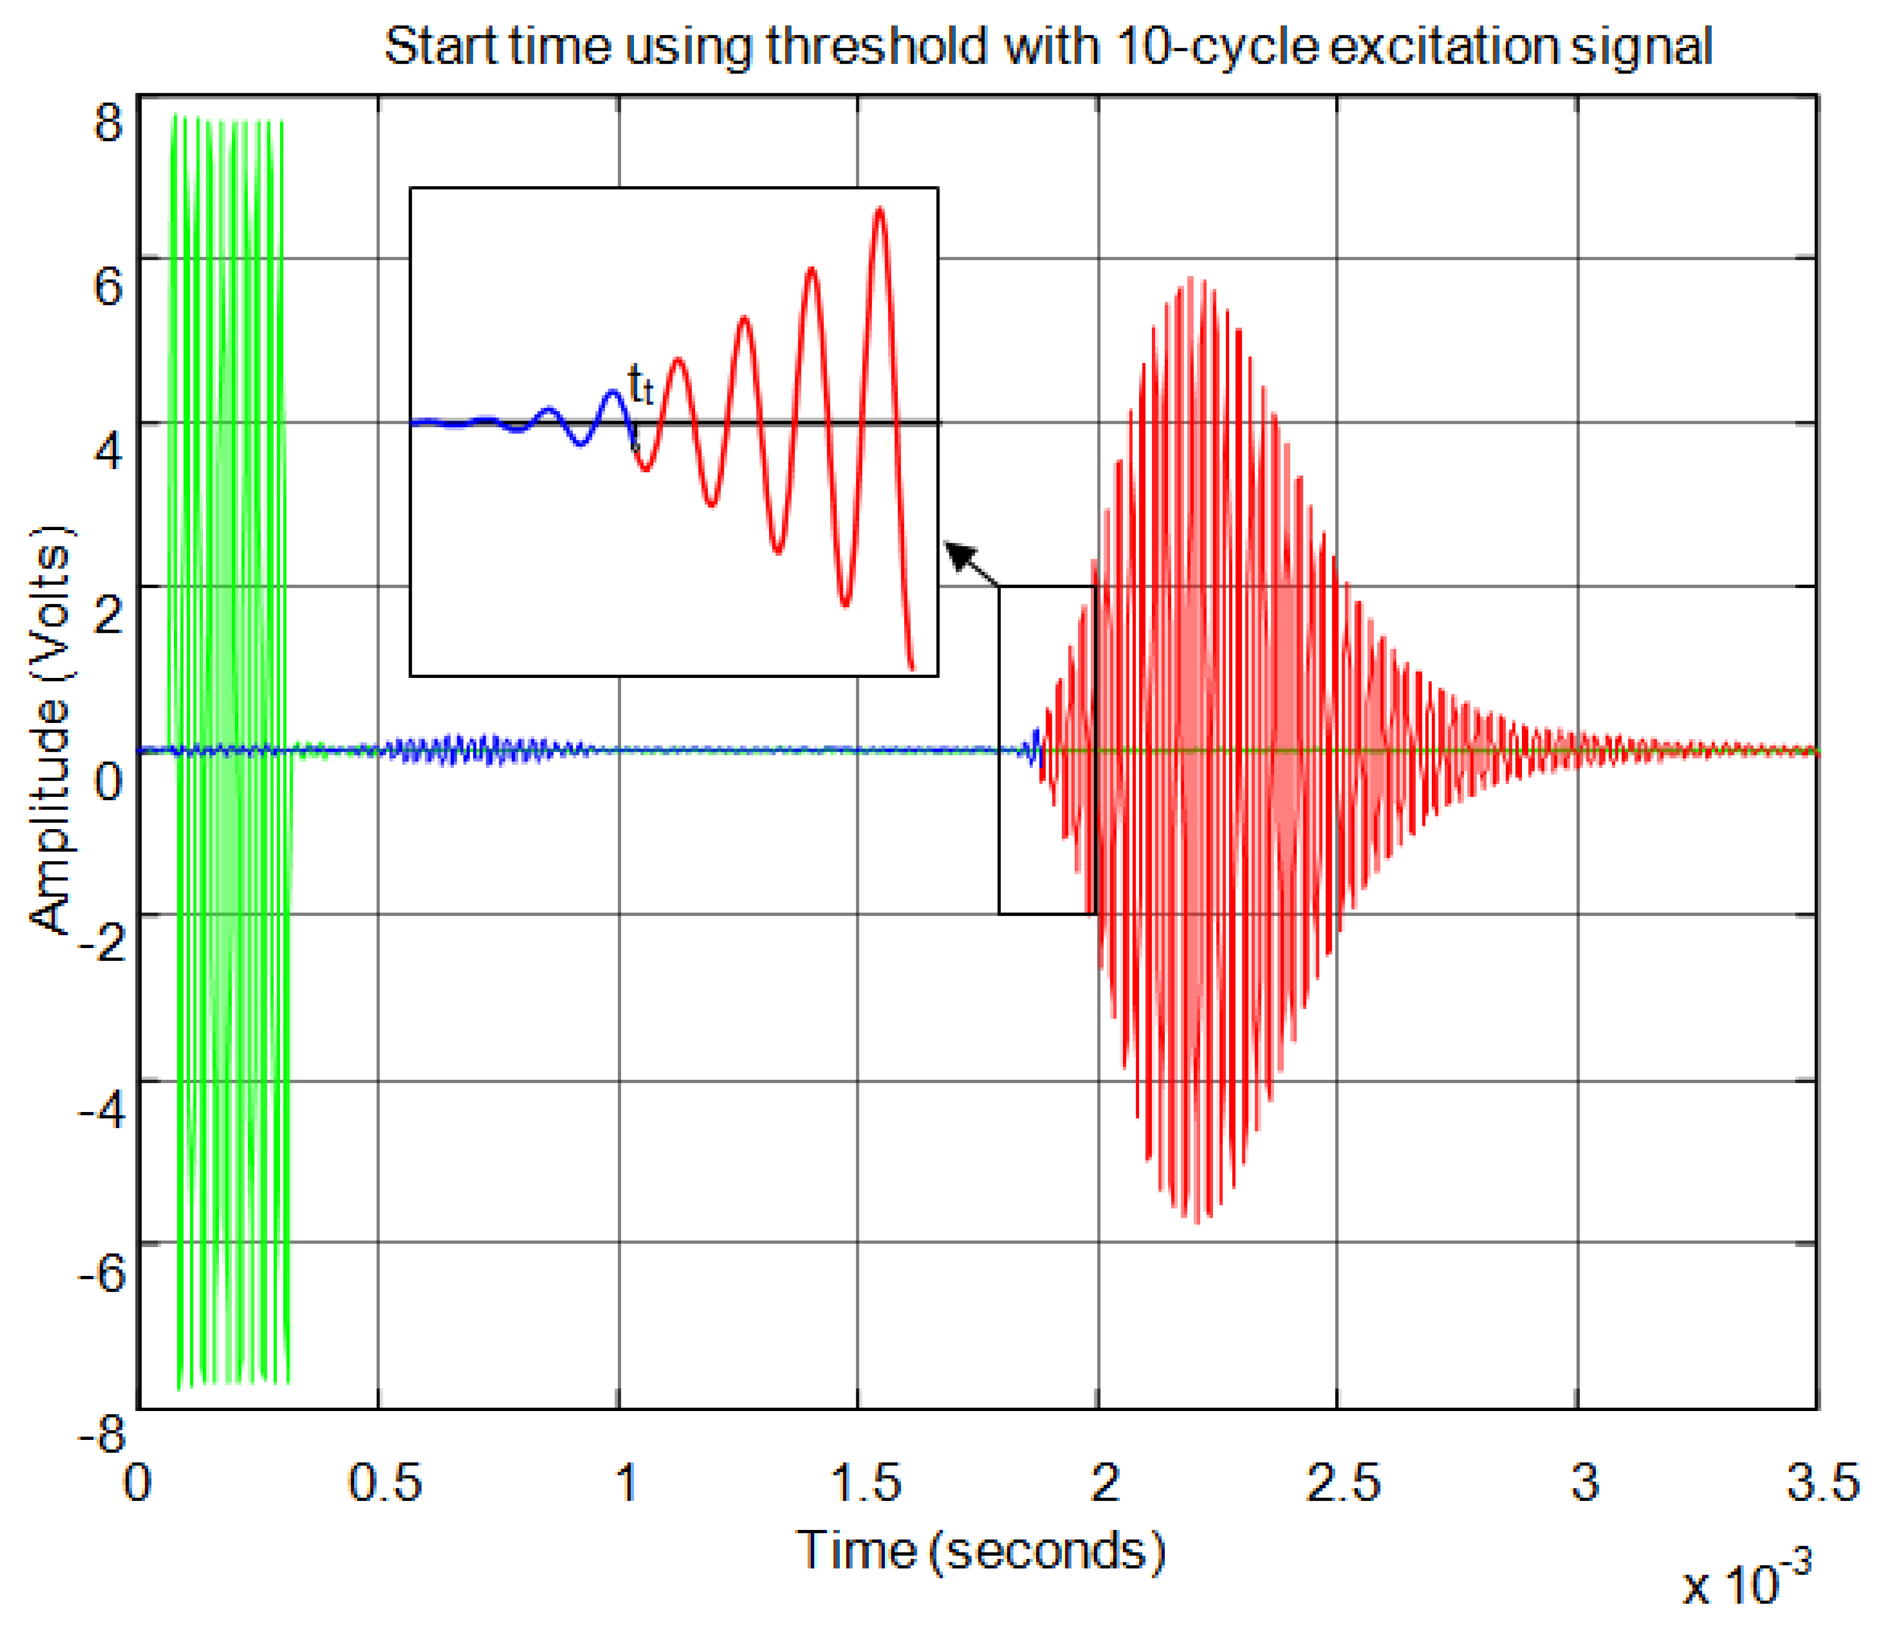 Start time using threshold with 10-cycle excitation signal
8
6
4
2
0
-2
-4
-6
-8
Amplitude (Volts)
tt
0 0.5 1 1.5 2 2.5 3 3.5
Time (seconds)
x 10-3